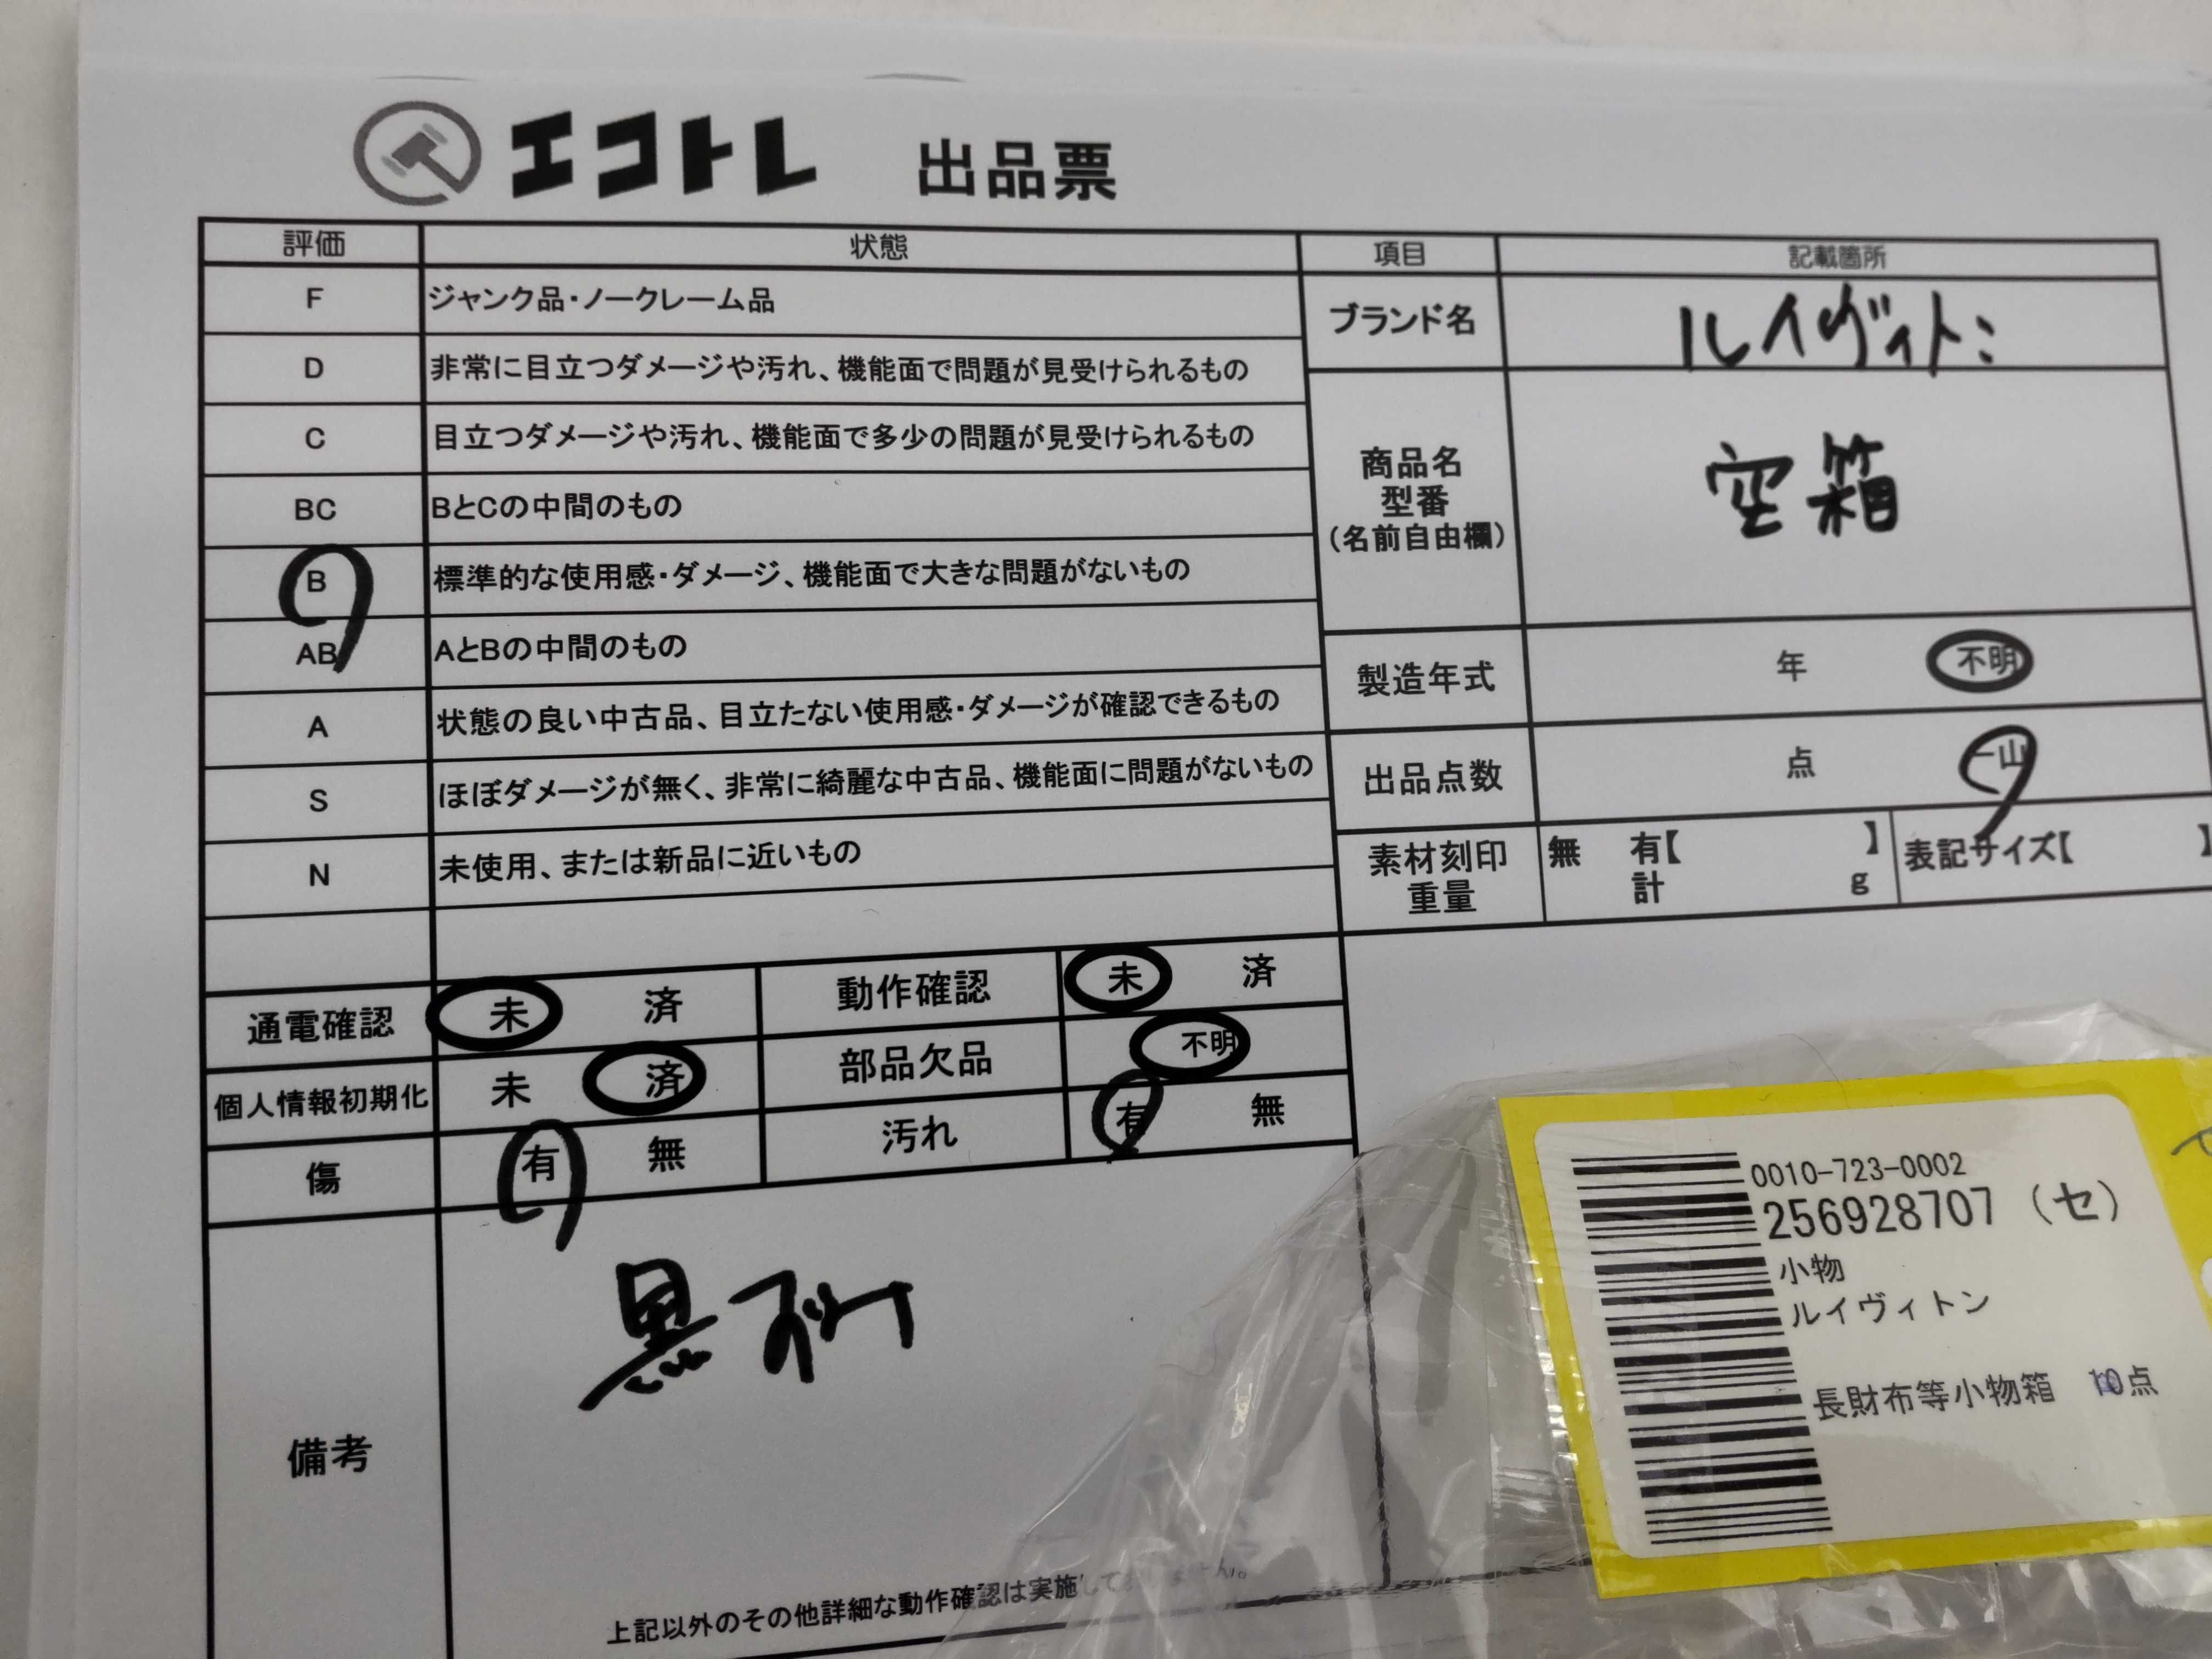 エコトレ 出品票
評価 状態 項目 記載箇所
F ジャンク品・ノークレーム品
D 非常に目立つダメージや汚れ、機能面で問題が見受けられるもの
C 目立つダメージや汚れ、機能面で多少の問題が見受けられるもの
BC BとCの中間のもの
B 標準的な使用感・ダメージ、機能面で大きな問題がないもの
AB AとBの中間のもの
A 状態の良い中古品、目立たない使用感・ダメージが確認できるもの
S ほぼダメージが無く、非常に綺麗な中古品、機能面に問題がないもの
N 未使用、または新品に近いもの
ブランド名 ルイヴィトン
商品名
型番
(名前自由欄)
空箱
製造年式 年 不明
出品点数 点 一山
素材刻印
重量
無 有【 】
計 g
表記サイズ【 】
通電確認 未 済 動作確認 未 済
個人情報初期化 未 済 部品欠品 不明
傷 有 無 汚れ 有 無
備考
黒
上記以外のその他詳細な動作確認は実施しておりません。
0010-723-0002
256928707 (セ)
小物
ルイヴィトン
長財布等小物箱 点